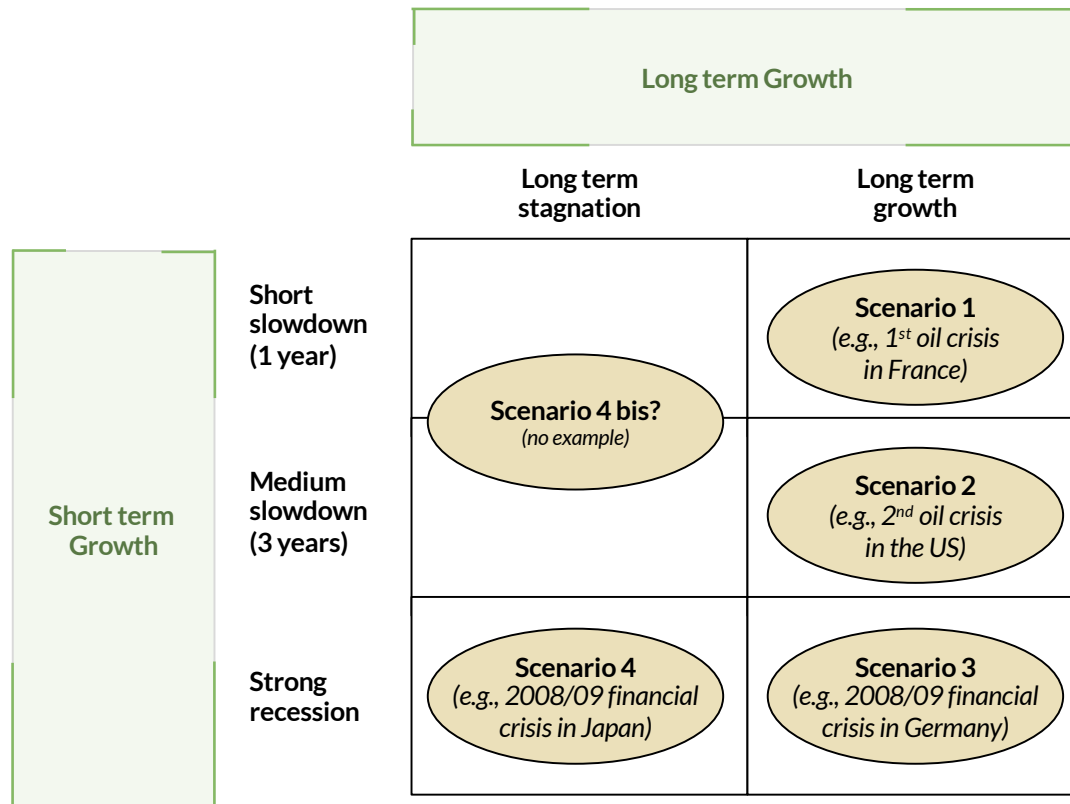 Long term Growth
Long term
stagnation
Long term
growth
Short term
Growth
Short
slowdown
(1 year)
Scenario 1
(e.g., 1st oil crisis
in France)
Scenario 4 bis?
(no example)
Medium
slowdown
(3 years)
Scenario 2
(e.g., 2nd oil crisis
in the US)
Strong
recession
Scenario 4
(e.g., 2008/09 financial
crisis in Japan)
Scenario 3
(e.g., 2008/09 financial
crisis in Germany)